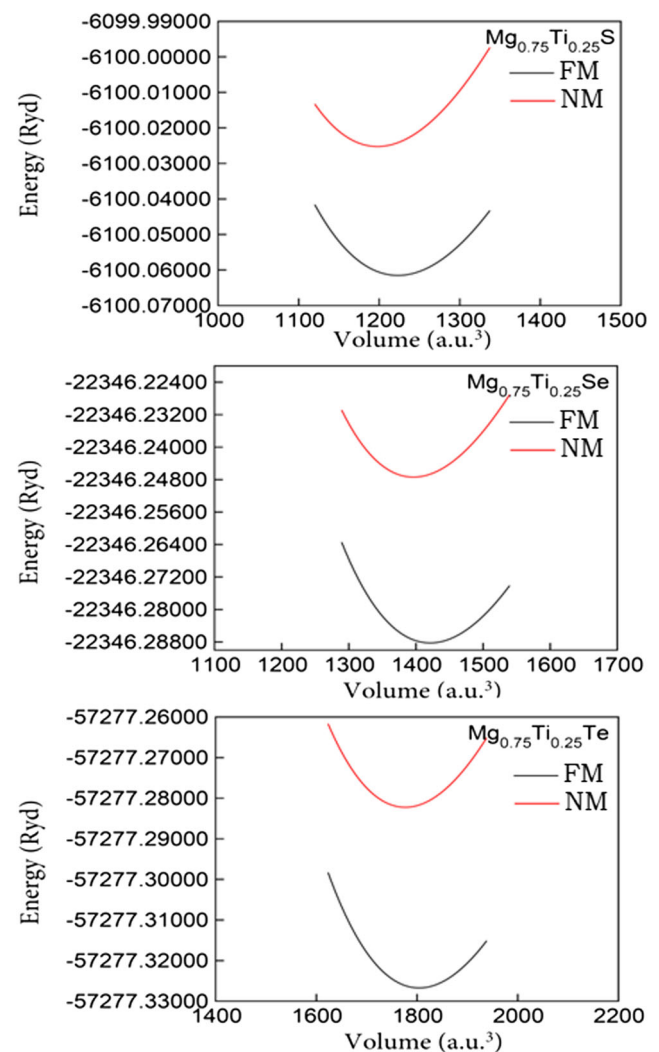 -6099.99000
-6100.00000
-6100.01000
-6100.02000
-6100.03000
-6100.04000
-6100.05000
-6100.06000
-6100.07000
Energy (Ryd)
Mg0.75Ti0.25S
FM
NM
1000 1100 1200 1300 1400 1500
Volume (a.u.³)
-22346.22400
-22346.23200
-22346.24000
-22346.24800
-22346.25600
-22346.26400
-22346.27200
-22346.28000
-22346.28800
Energy (Ryd)
Mg0.75Ti0.25Se
FM
NM
1100 1200 1300 1400 1500 1600 1700
Volume (a.u.³)
-57277.26000
-57277.27000
-57277.28000
-57277.29000
-57277.30000
-57277.31000
-57277.32000
-57277.33000
Energy (Ryd)
Mg0.75Ti0.25Te
FM
NM
1400 1600 1800 2000 2200
Volume (a.u.³)